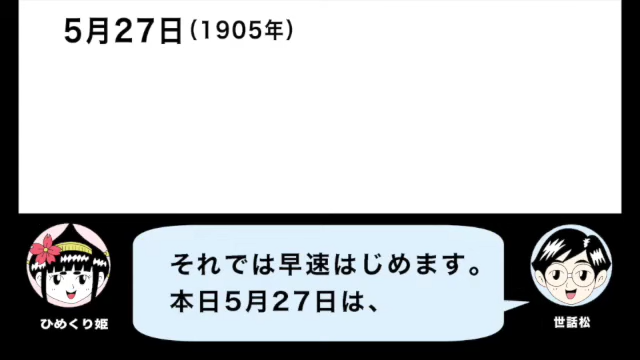 5月27日(1905年)
それでは早速はじめます。
本日5月27日は、
ひめくり姫
世話松